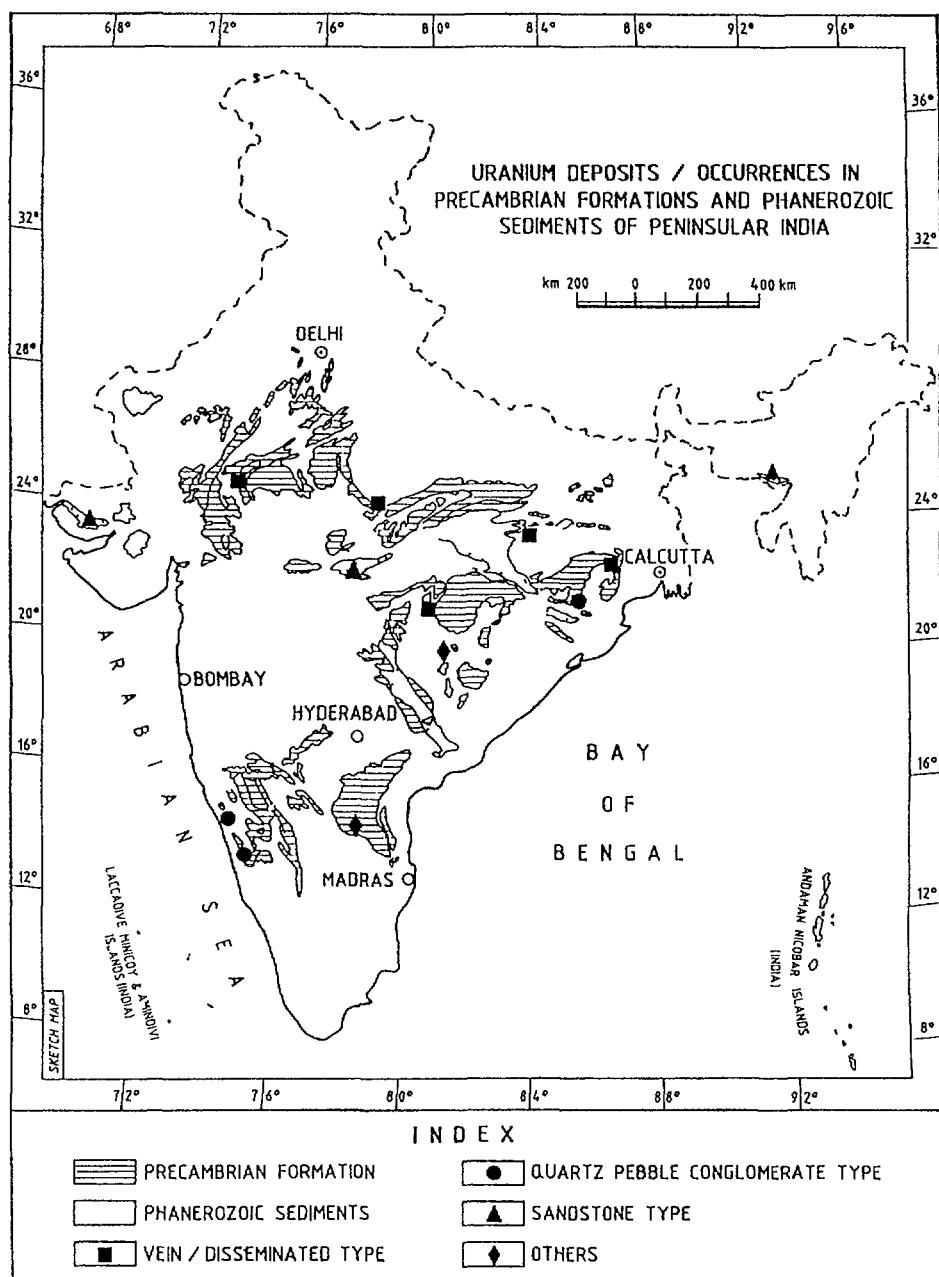 68° 72° 76° 80° 84° 88° 92° 96°
36° 36°
URANIUM DEPOSITS / OCCURRENCES IN
PRECAMBRIAN FORMATIONS AND PHANEROZOIC
SEDIMENTS OF PENINSULAR INDIA
32° 32°
km 200 0 200 400 km
DELHI
28° 28°
24° 24°
CALCUTTA
20° 20°
BOMBAY
HYDERABAD
16° 16°
BAY
OF
BENGAL
ARABIAN SEA
MADRAS
12° 12°
LACCADIVE MINICOY & AMINDIVI
ISLANDS (INDIA)
ANDAMAN NICOBAR ISLANDS
(INDIA)
8° 8°
SKETCH MAP
72° 76° 80° 84° 88° 92°
INDEX
PRECAMBRIAN FORMATION
PHANEROZOIC SEDIMENTS
VEIN / DISSEMINATED TYPE
QUARTZ PEBBLE CONGLOMERATE TYPE
SANDSTONE TYPE
OTHERS